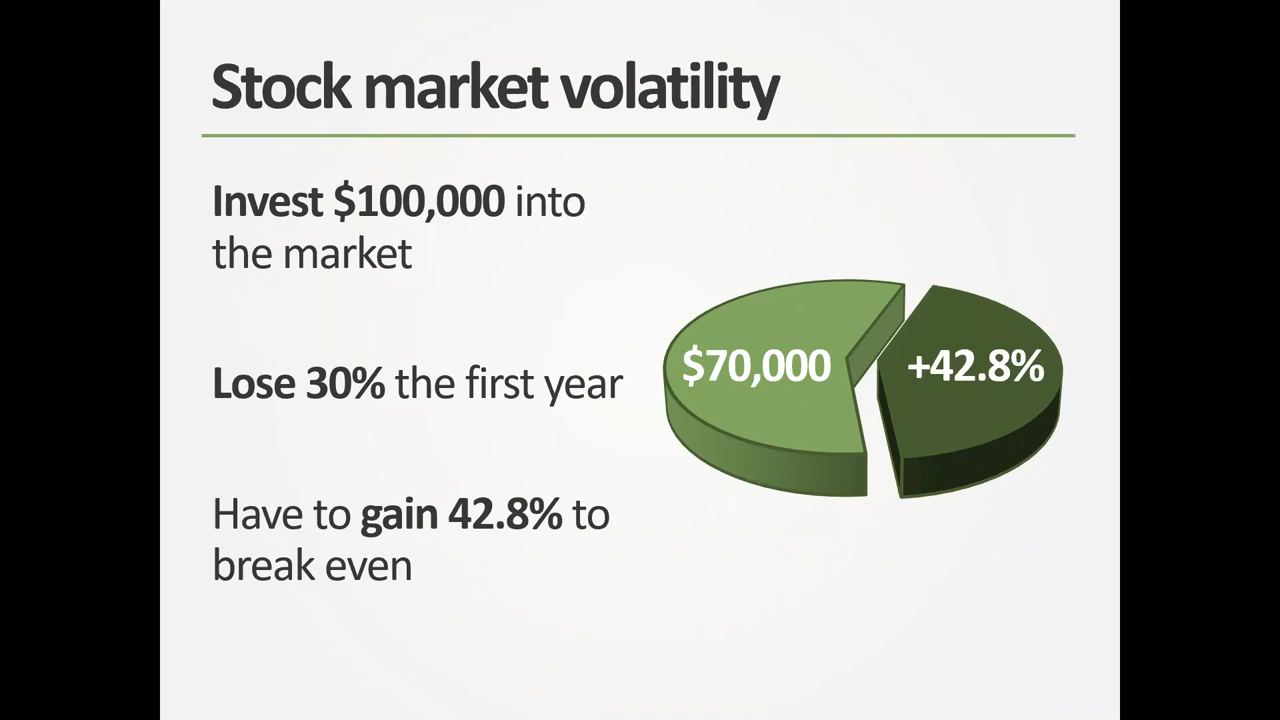 Stock market volatility
Invest $100,000 into
the market
Lose 30% the first year
$70,000
+42.8%
Have to gain 42.8% to
break even